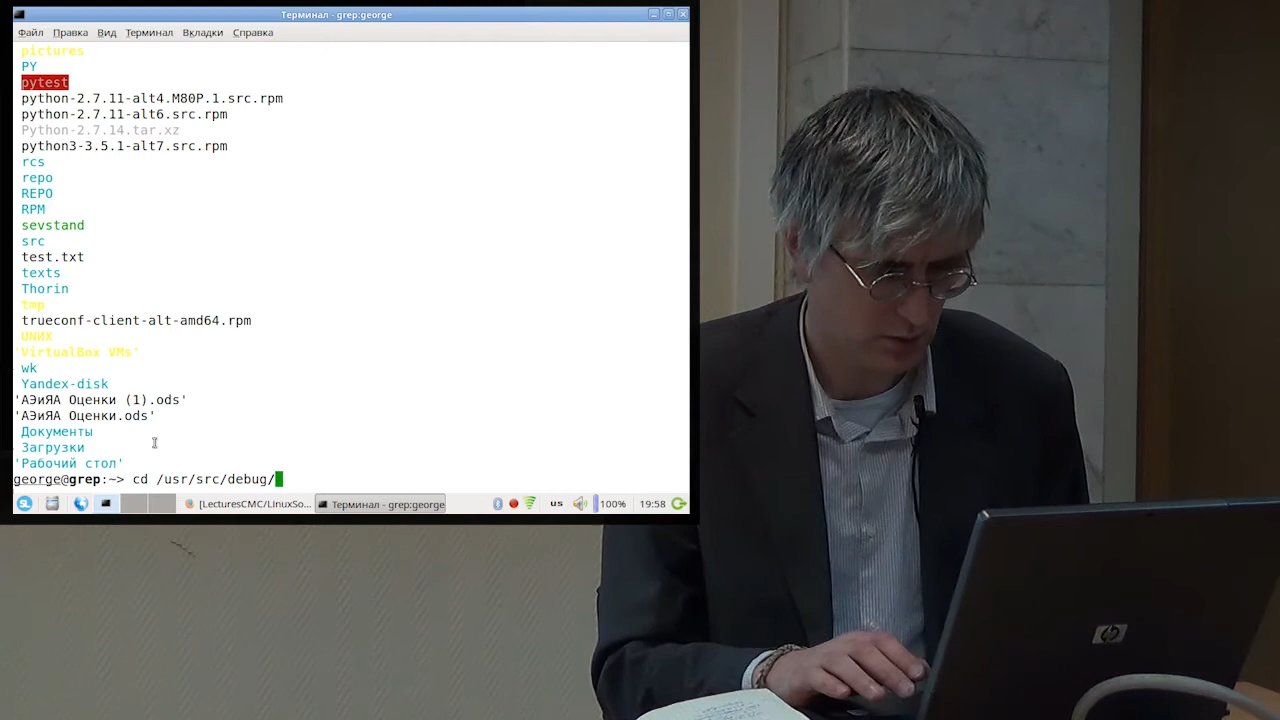 Терминал - grep:george
Файл Правка Вид Терминал Вкладки Справка
pictures
PY
pytest
python-2.7.11-alt4.M80P.1.src.rpm
python-2.7.11-alt6.src.rpm
Python-2.7.14.tar.xz
python3-3.5.1-alt7.src.rpm
rcs
repo
REPO
RPM
sevstand
src
test.txt
texts
Thorin
tmp
trueconf-client-alt-amd64.rpm
UNIX
'VirtualBox VMs'
wk
Yandex-disk
'АЭиЯА Оценки (1).ods'
'АЭиЯА Оценки.ods'
Документы
Загрузки
'Рабочий стол'
george@grep:~> cd /usr/src/debug/
SL [LecturesCMC/LinuxSo... Терминал - grep:george us 100% 19:58
hp